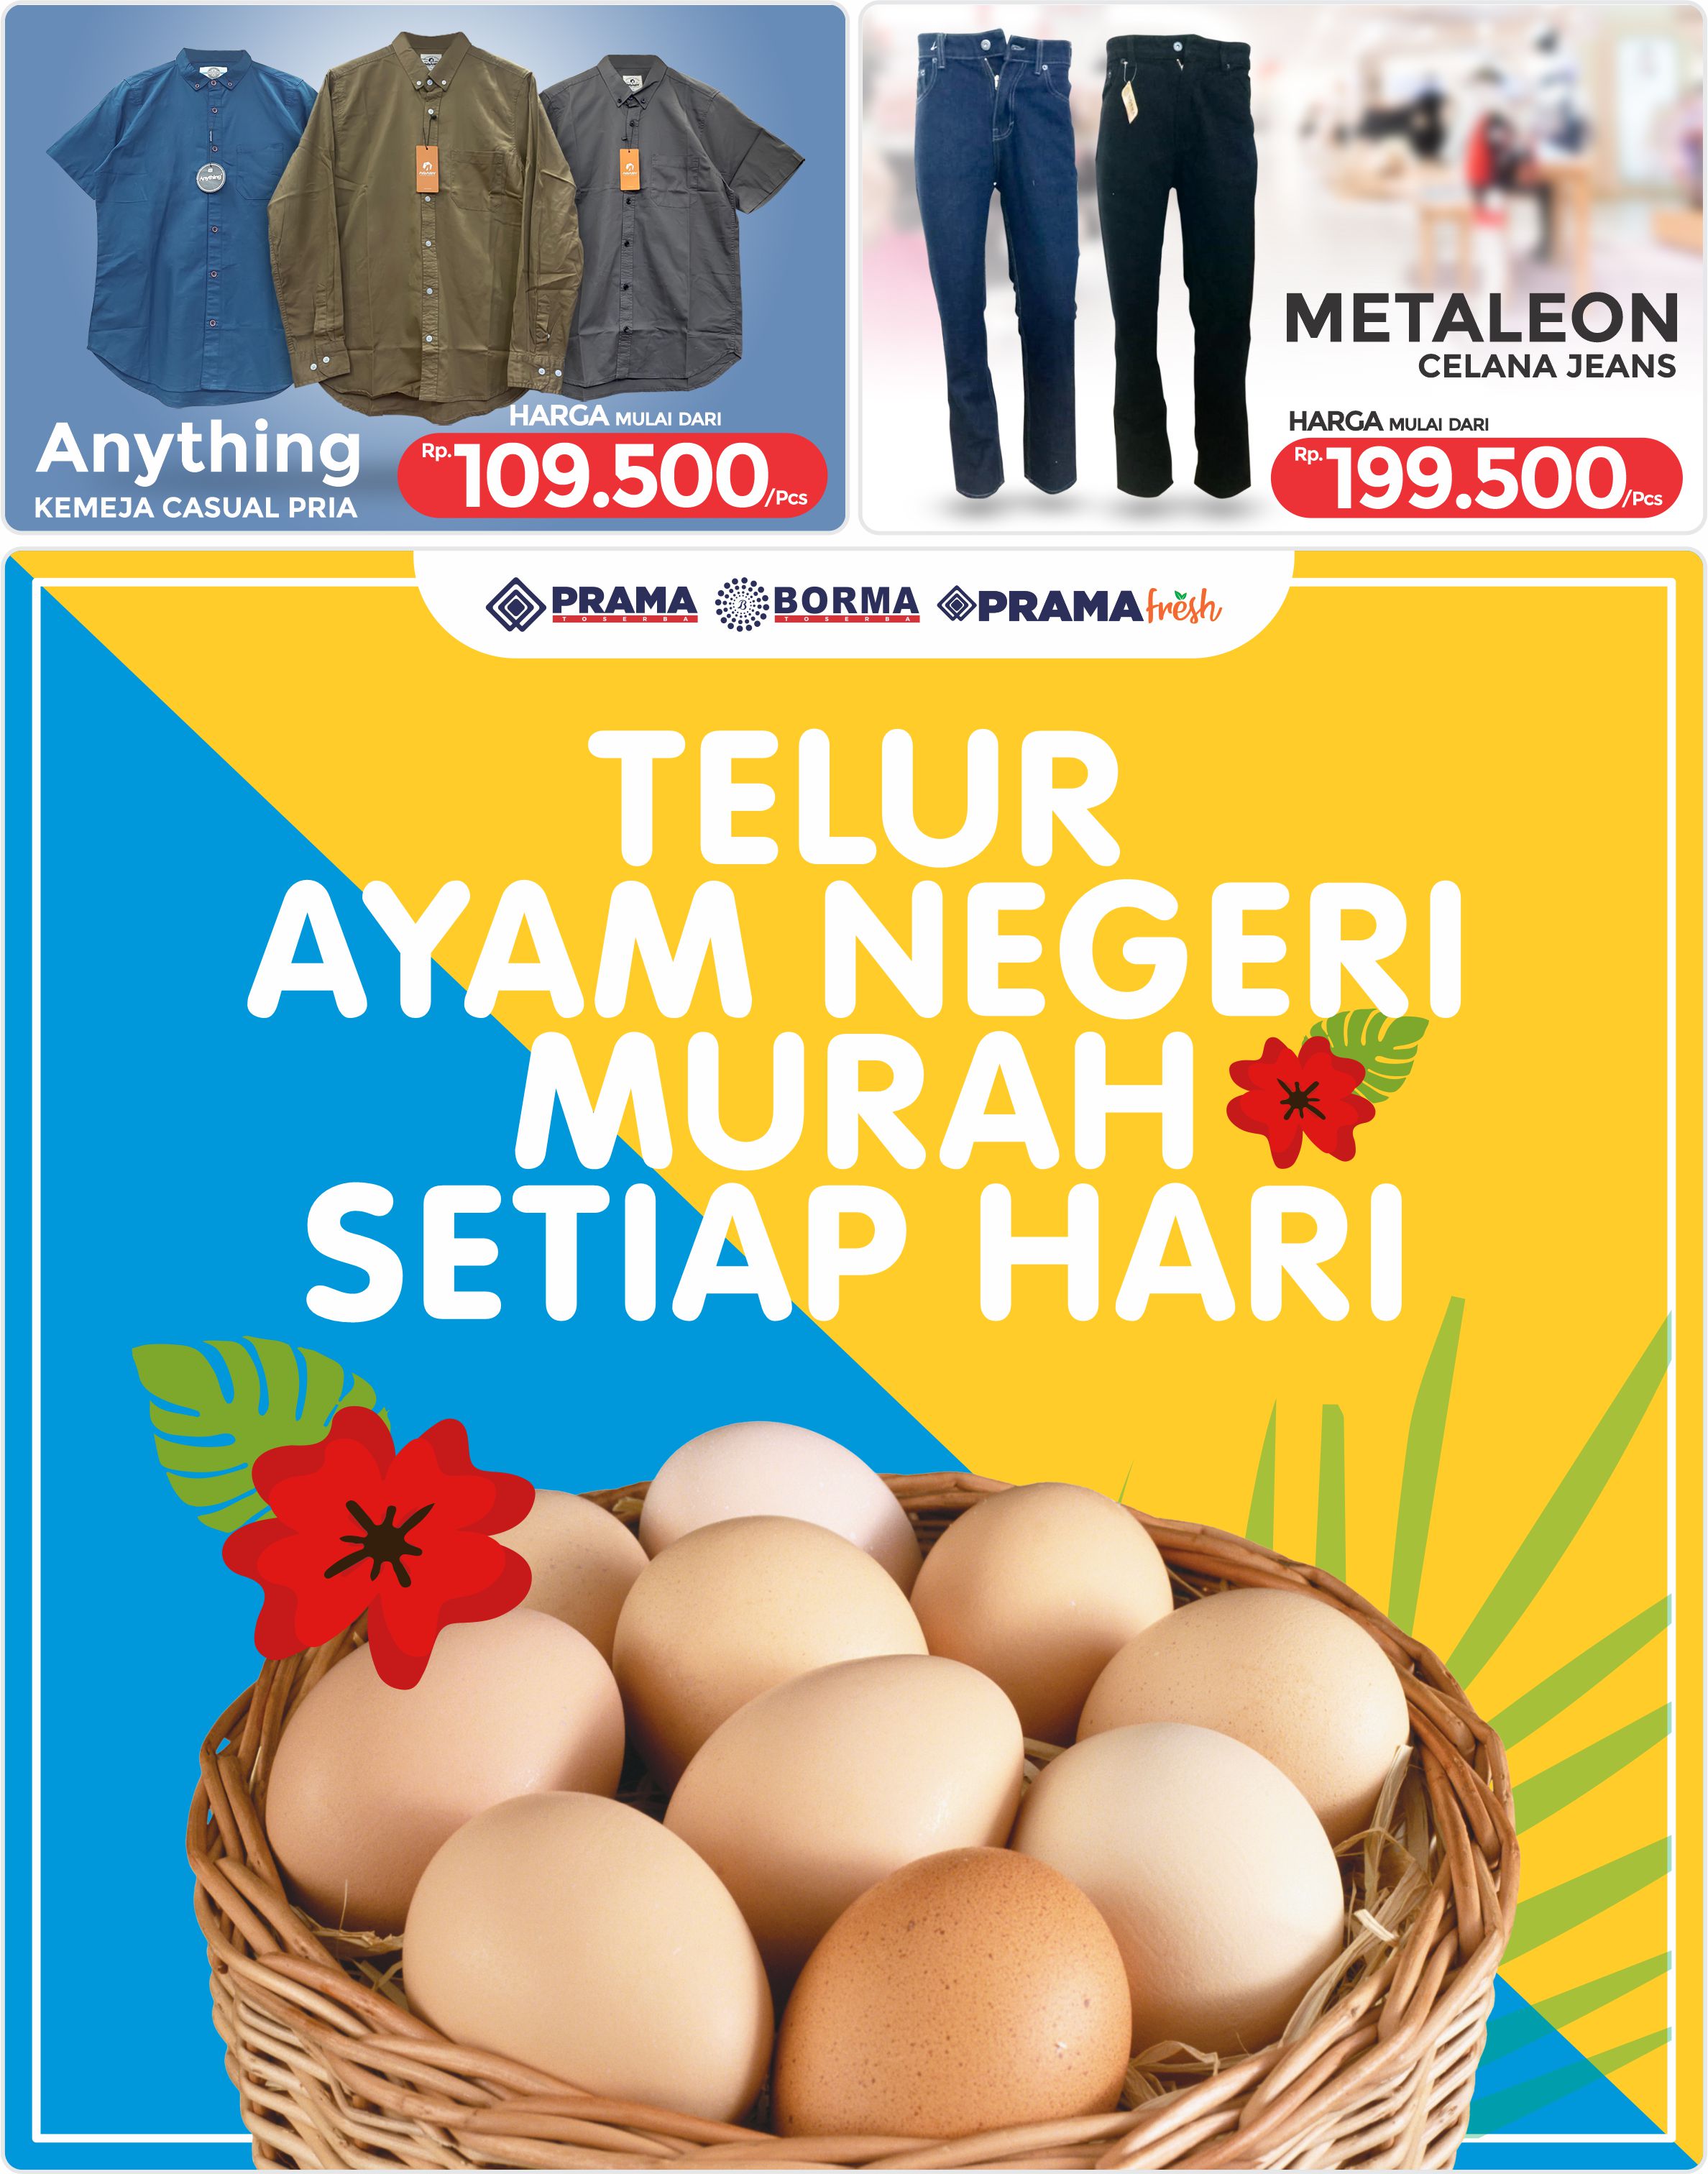 Anything
KEMEJA CASUAL PRIA
HARGA MULAI DARI
Rp.109.500/Pcs
METALEON
CELANA JEANS
HARGA MULAI DARI
Rp.199.500/Pcs
PRAMA
TOSERBA
BORMA
TOSERBA
PRAMA fresh
TELUR
AYAM NEGERI
MURAH
SETIAP HARI